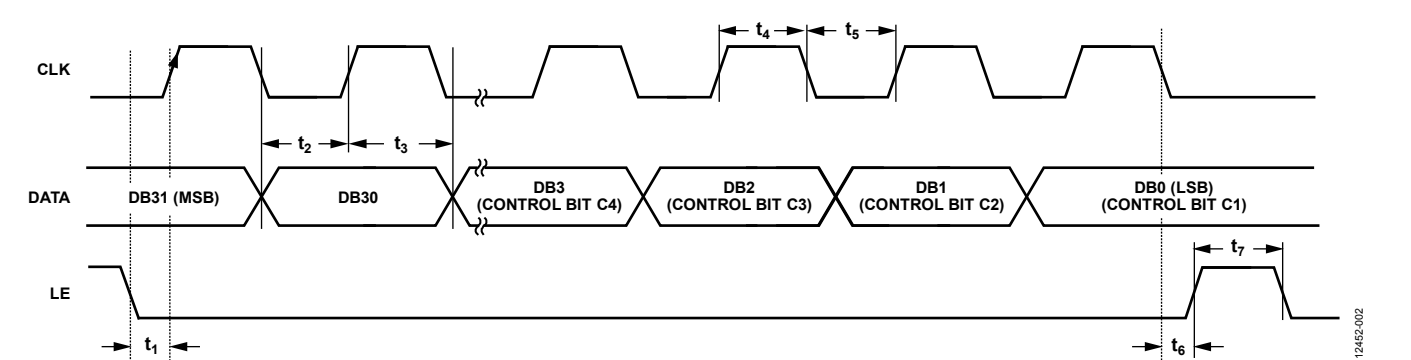 t4
t5
CLK
t2
t3
DATA
DB31 (MSB)
DB30
DB3
(CONTROL BIT C4)
DB2
(CONTROL BIT C3)
DB1
(CONTROL BIT C2)
DB0 (LSB)
(CONTROL BIT C1)
t7
LE
t1
t6
12452-002